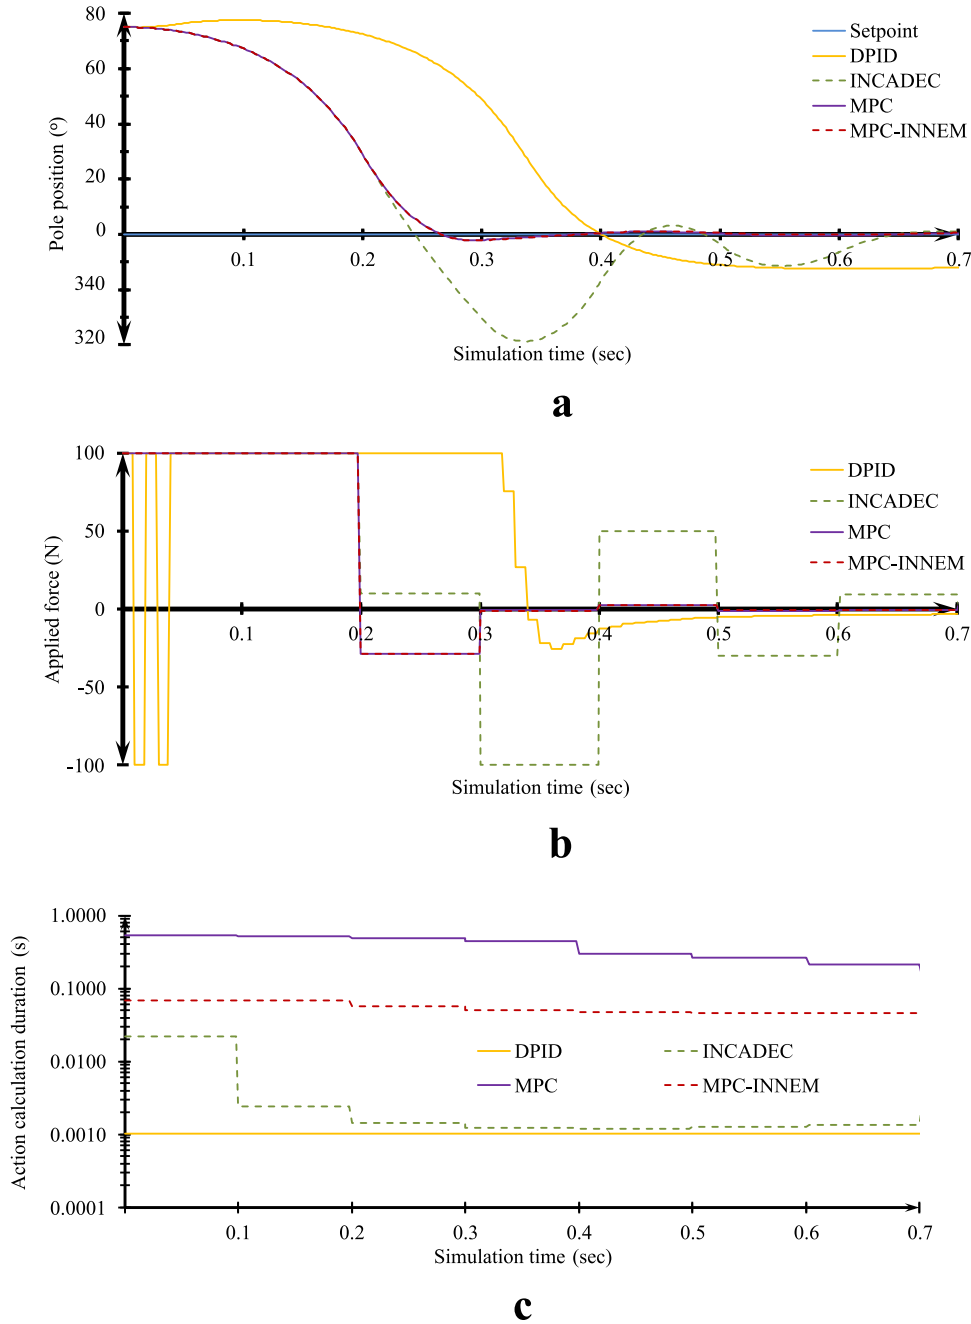 80
60
40
20
0
340
320
Pole position (°)
0.1 0.2 0.3 0.4 0.5 0.6 0.7
Simulation time (sec)
Setpoint
DPID
INCADEC
MPC
MPC-INNEM
a
100
50
0
-50
-100
Applied force (N)
0.1 0.2 0.3 0.4 0.5 0.6 0.7
Simulation time (sec)
DPID
INCADEC
MPC
MPC-INNEM
b
1.0000
0.1000
0.0100
0.0010
0.0001
Action calculation duration (s)
DPID INCADEC
MPC MPC-INNEM
0.1 0.2 0.3 0.4 0.5 0.6 0.7
Simulation time (sec)
c